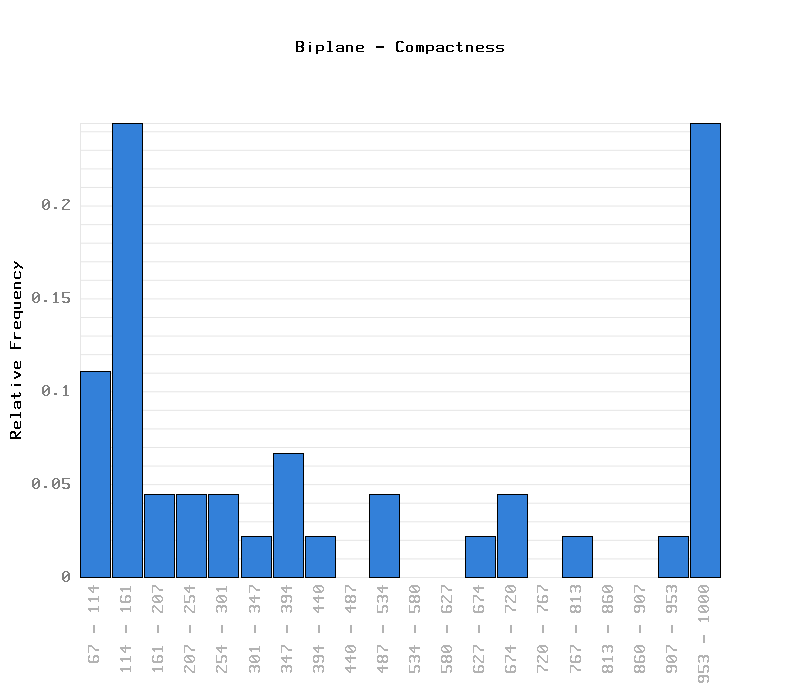 Biplane - Compactness
Relative Frequency
0.2
0.15
0.1
0.05
0
67 - 114
114 - 161
161 - 207
207 - 254
254 - 301
301 - 347
347 - 394
394 - 440
440 - 487
487 - 534
534 - 580
580 - 627
627 - 674
674 - 720
720 - 767
767 - 813
813 - 860
860 - 907
907 - 953
953 - 1000